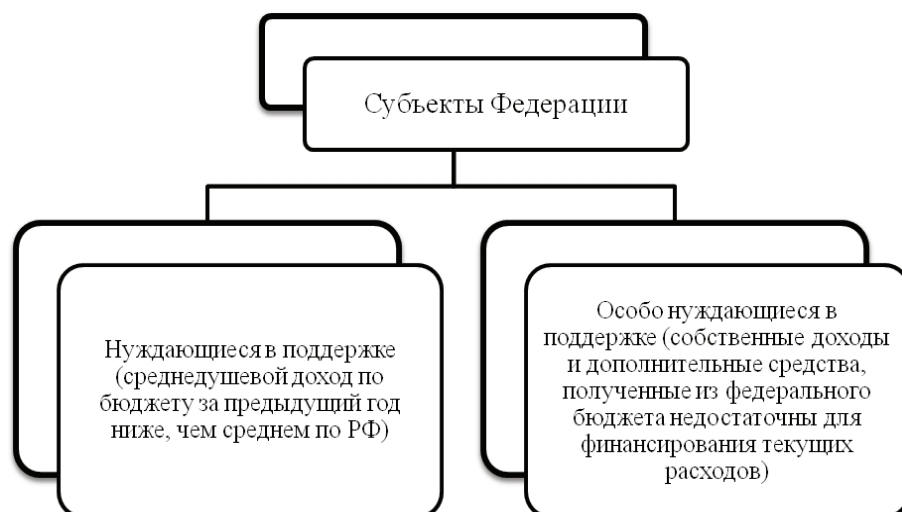 Субъекты Федерации
Нуждающиеся в поддержке
(среднедушевой доход по
бюджету за предыдущий год
ниже, чем среднем по РФ)
Особо нуждающиеся в
поддержке (собственные доходы
и дополнительные средства,
полученные из федерального
бюджета недостаточны для
финансирования текущих
расходов)